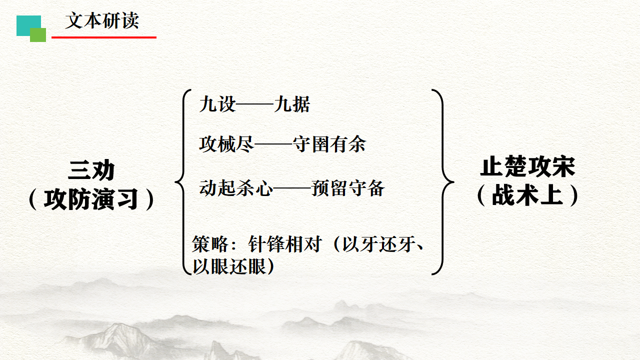 文本研读
九设——九据
攻械尽——守圉有余
三劝
（攻防演习）
动起杀心——预留守备
止楚攻宋
（战术上）
策略：针锋相对（以牙还牙、
以眼还眼）